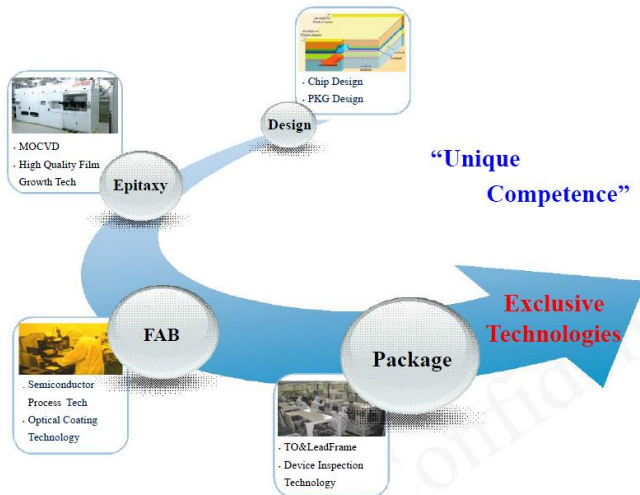 · Chip Design
· PKG Design
Design
· MOCVD
· High Quality Film
Growth Tech
Epitaxy
“Unique
Competence”
FAB
· Semiconductor
Process Tech
· Optical Coating
Technology
Package
· TO&LeadFrame
· Device Inspection
Technology
Exclusive
Technologies